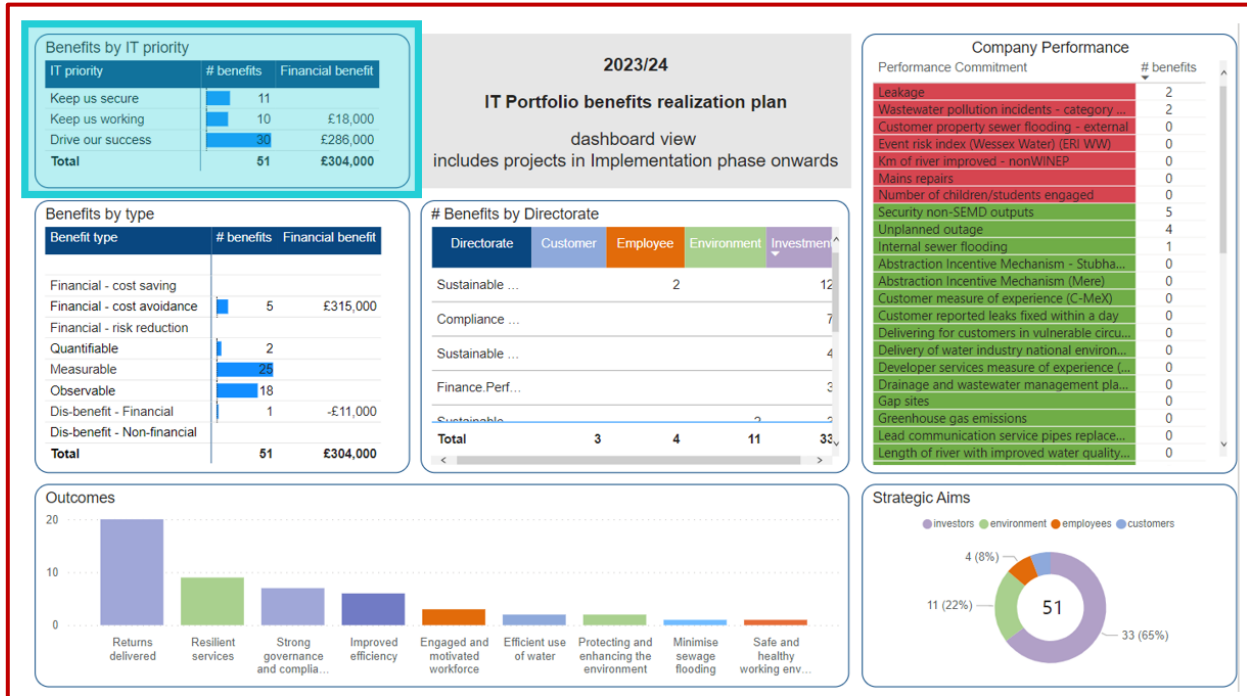 Benefits by IT priority
IT priority # benefits Financial benefit
Keep us secure 11
Keep us working 10 £18,000
Drive our success 30 £286,000
Total 51 £304,000
2023/24
IT Portfolio benefits realization plan
dashboard view
includes projects in Implementation phase onwards
Company Performance
Performance Commitment # benefits
Leakage 2
Wastewater pollution incidents - category ... 2
Customer property sewer flooding - external 0
Event risk index (Wessex Water) (ERI WW) 0
Km of river improved - nonWINEP 0
Mains repairs 0
Number of children/students engaged 0
Security non-SEMD outputs 5
Unplanned outage 4
Internal sewer flooding 1
Abstraction Incentive Mechanism - Stubha... 0
Abstraction Incentive Mechanism (Mere) 0
Customer measure of experience (C-MeX) 0
Customer reported leaks fixed within a day 0
Delivering for customers in vulnerable circu... 0
Delivery of water industry national environ... 0
Developer services measure of experience (... 0
Drainage and wastewater management pla... 0
Gap sites 0
Greenhouse gas emissions 0
Lead communication service pipes replace... 0
Length of river with improved water quality... 0
Benefits by type
Benefit type # benefits Financial benefit
Financial - cost saving
Financial - cost avoidance 5 £315,000
Financial - risk reduction
Quantifiable 2
Measurable 25
Observable 18
Dis-benefit - Financial 1 -£11,000
Dis-benefit - Non-financial
Total 51 £304,000
# Benefits by Directorate
Directorate Customer Employee Environment Investment
Sustainable ... 2 12
Compliance ... 7
Sustainable ... 4
Finance.Perf... 3
Sustainable
Total 3 4 11 33
Outcomes
20
10
0
Returns delivered
Resilient services
Strong governance and complia...
Improved efficiency
Engaged and motivated workforce
Efficient use of water
Protecting and enhancing the environment
Minimise sewage flooding
Safe and healthy working env...
Strategic Aims
investors environment employees customers
4 (8%)
11 (22%)
51
33 (65%)